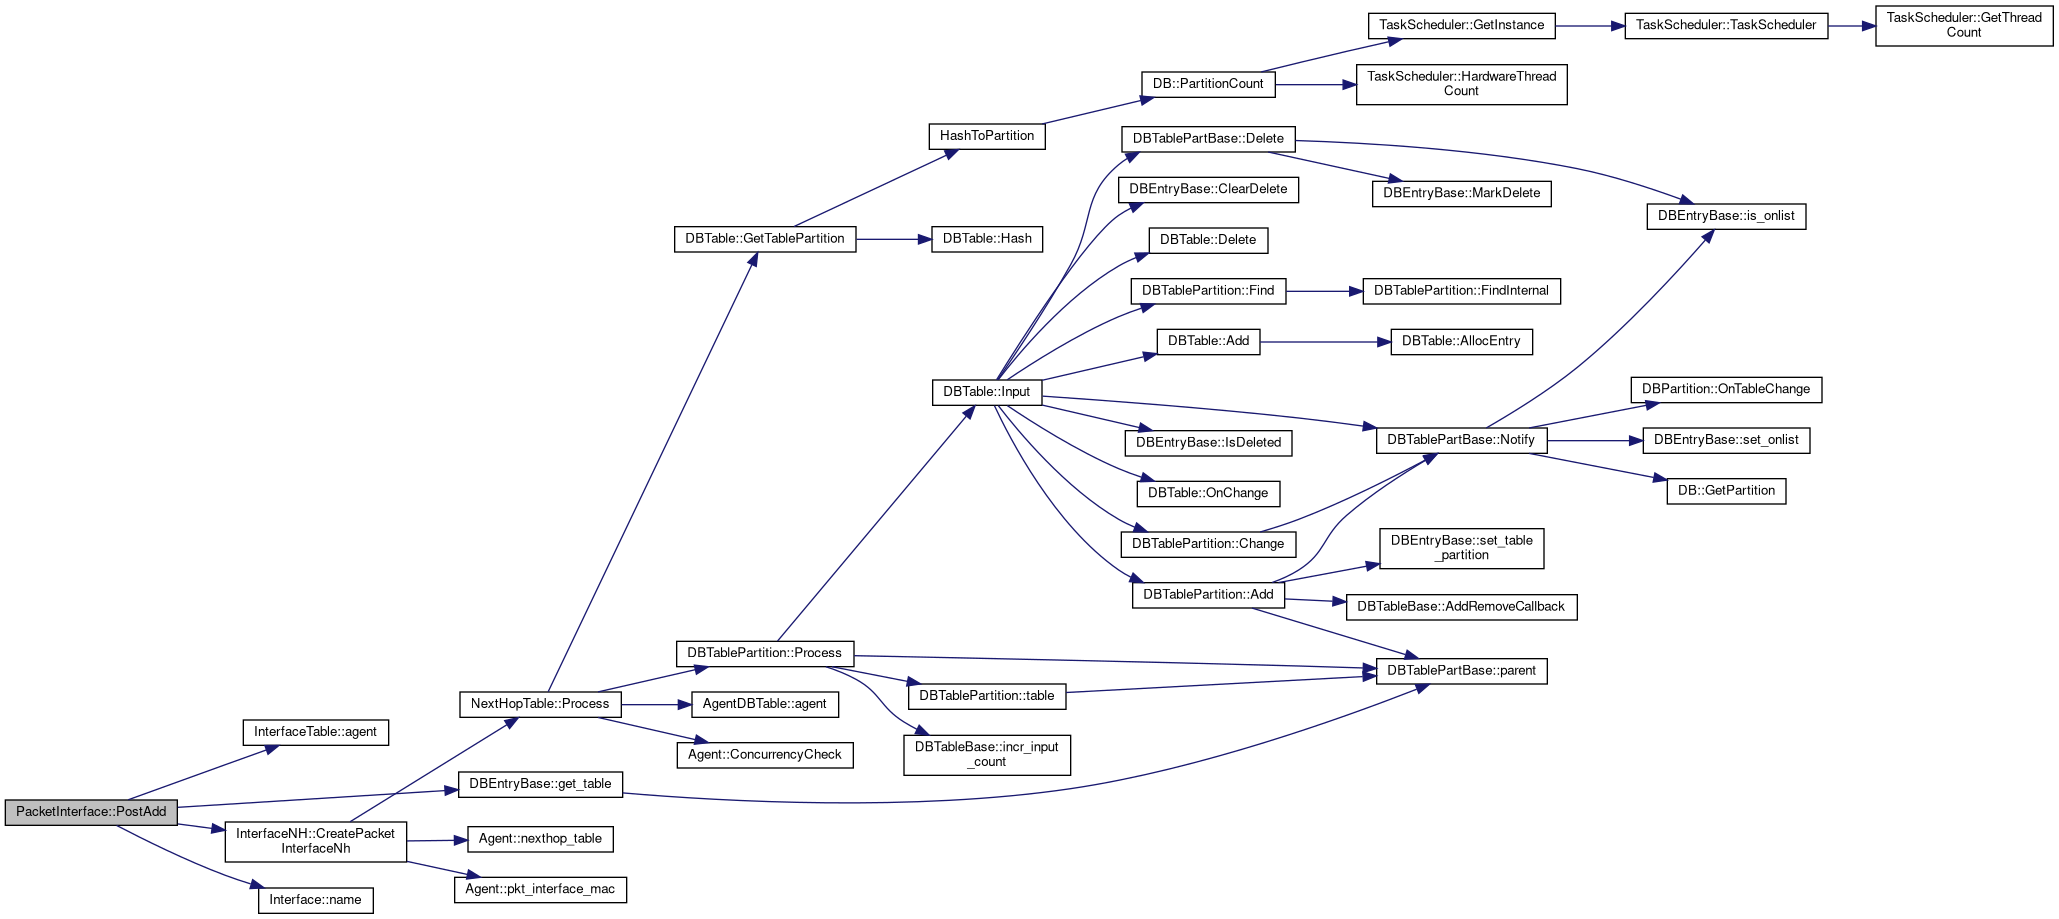 PacketInterface::PostAdd
InterfaceTable::agent
DBEntryBase::get_table
InterfaceNH::CreatePacket
InterfaceNh
Interface::name
NextHopTable::Process
Agent::nexthop_table
Agent::pkt_interface_mac
DBTable::GetTablePartition
DBTablePartition::Process
AgentDBTable::agent
Agent::ConcurrencyCheck
HashToPartition
DBTable::Hash
DBTable::Input
DBTablePartition::table
DBTableBase::incr_input
_count
DB::PartitionCount
DBTablePartBase::Delete
DBEntryBase::ClearDelete
DBTable::Delete
DBTablePartition::Find
DBTable::Add
DBEntryBase::IsDeleted
DBTable::OnChange
DBTablePartition::Change
DBTablePartition::Add
TaskScheduler::GetInstance
TaskScheduler::HardwareThread
Count
DBEntryBase::MarkDelete
DBTablePartition::FindInternal
DBTable::AllocEntry
DBTablePartBase::Notify
DBEntryBase::set_table
_partition
DBTableBase::AddRemoveCallback
DBTablePartBase::parent
TaskScheduler::TaskScheduler
DBEntryBase::is_onlist
DBPartition::OnTableChange
DBEntryBase::set_onlist
DB::GetPartition
TaskScheduler::GetThread
Count